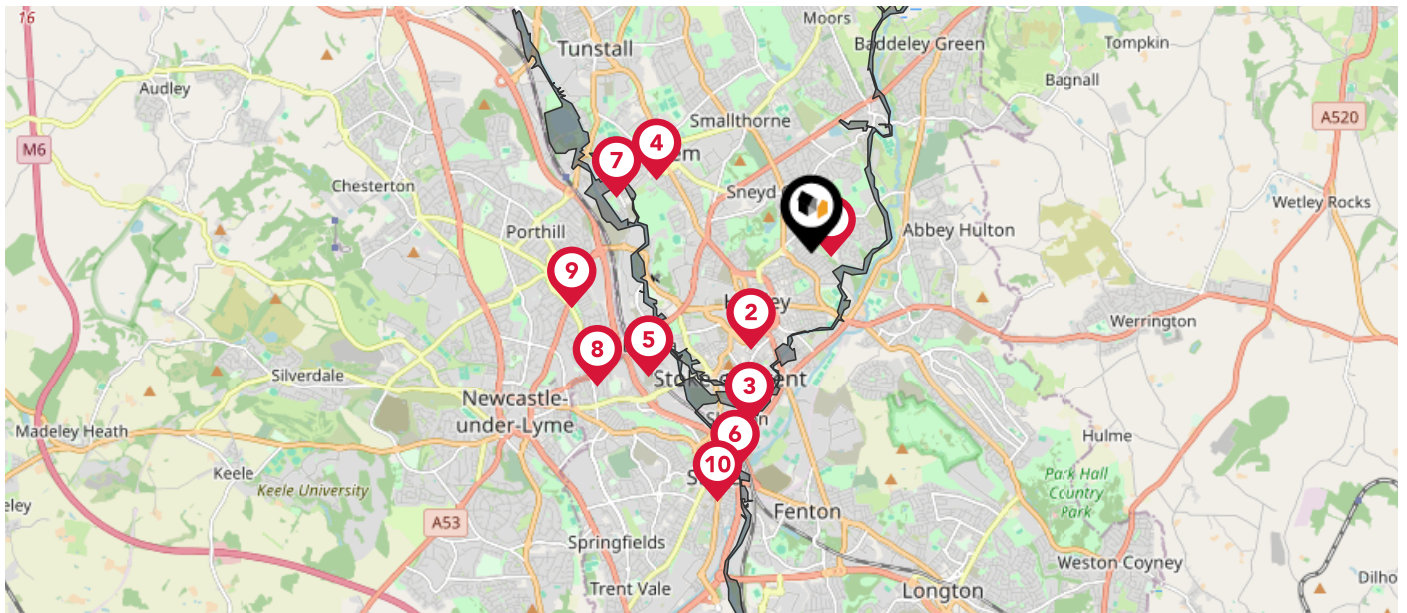 16
Moors
Tunstall
Baddeley Green
Tompkin
Audley
Bagnall
A520
Smallthorne
M6
4
7
Chesterton
Sneyd
Wetley Rocks
Porthill
Abbey Hulton
9
2
Werrington
5
8
Silverdale
3
Newcastle-
under-Lyme
Madeley Heath
6
Hulme
10
Keele
Keele University
Park Hall
Country
Park
A53
Fenton
Springfields
Weston Coyney
Trent Vale
Longton